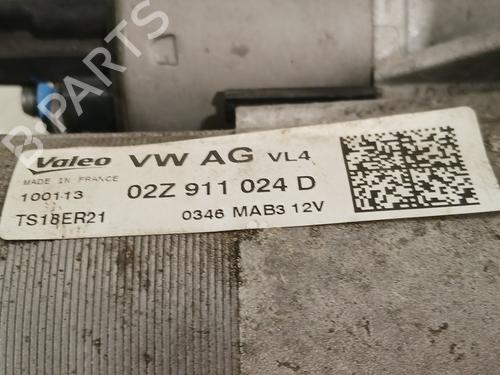 Valeo VW AG VL4
MADE IN FRANCE
100113 02Z 911 024 D
TS18ER21 0346 MAB3 12V
B-PARTS